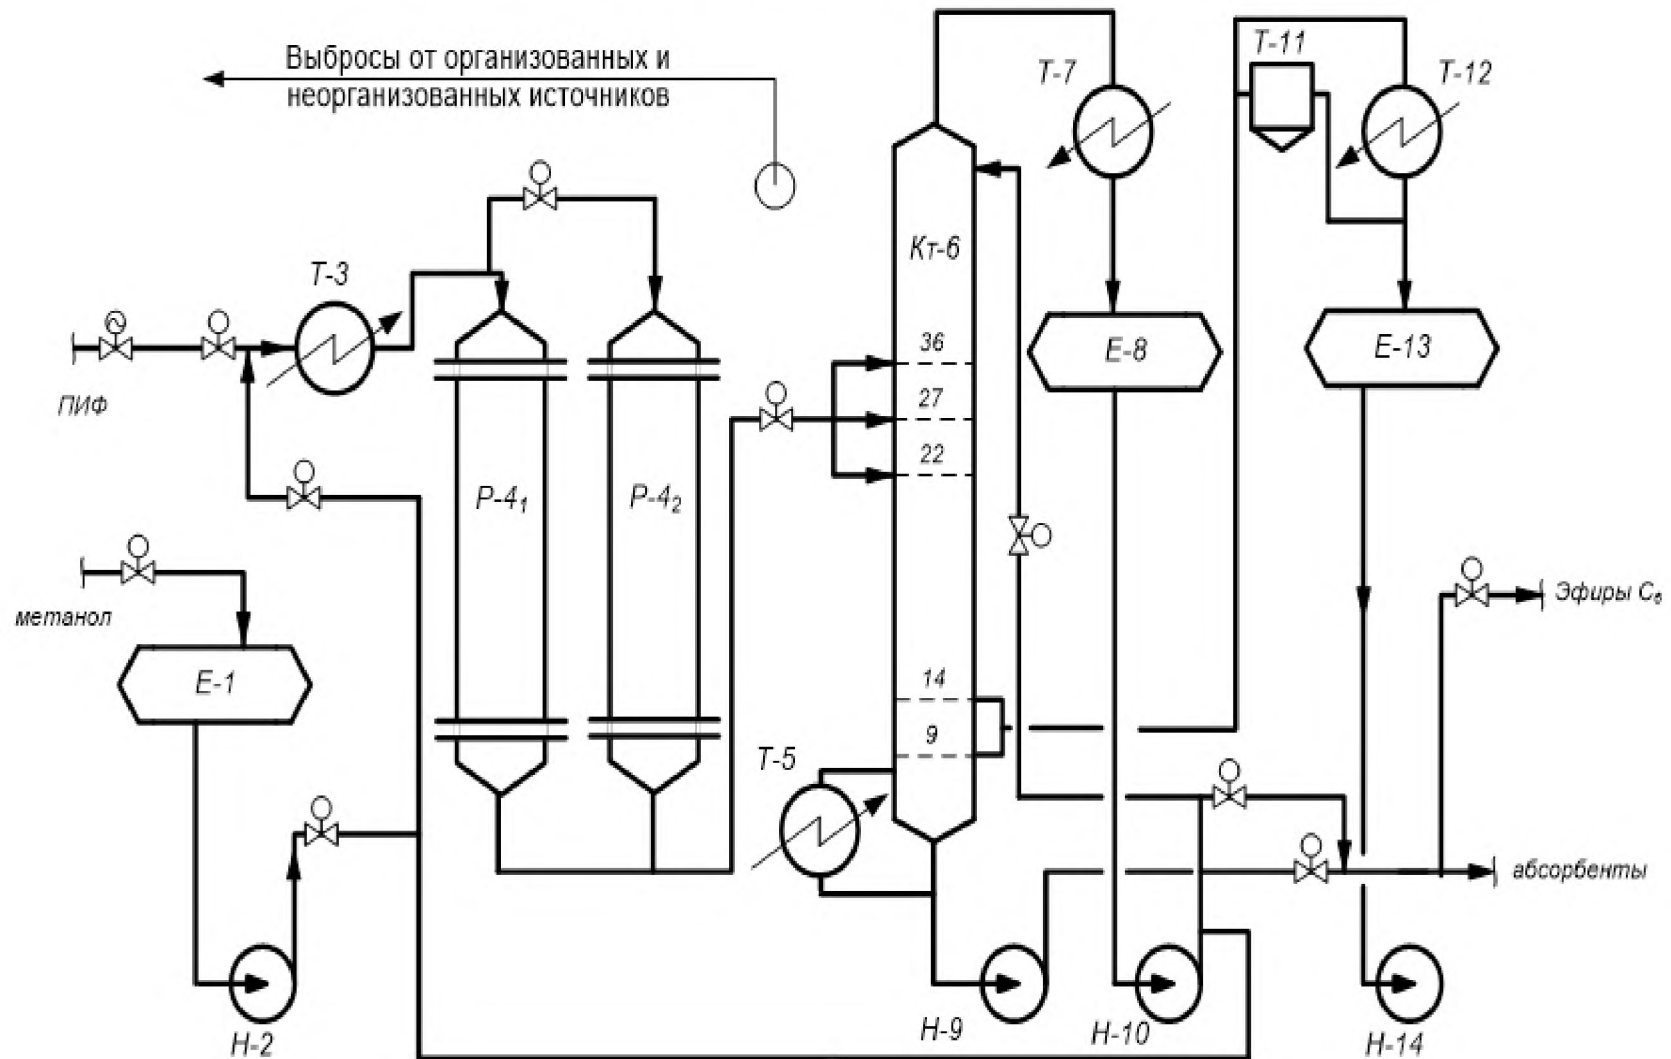 Выбросы от организованных и
неорганизованных источников
Т-7
Т-11
Т-12
Т-3
Кт-6
ПИФ
36
27
22
Е-8
Е-13
Р-4₁
Р-4₂
метанол
Е-1
Эфиры С₆
14
9
Т-5
абсорбенты
Н-2
Н-9
Н-10
Н-14